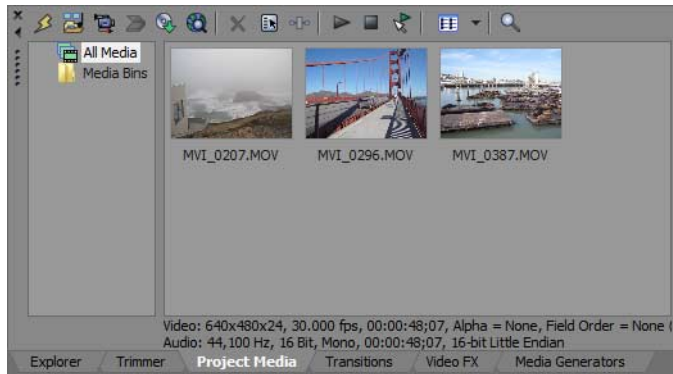 All Media
Media Bins
MVI_0207.MOV MVI_0296.MOV MVI_0387.MOV
Video: 640x480x24, 30.000 fps, 00:00:48;07, Alpha = None, Field Order = None (
Audio: 44,100 Hz, 16 Bit, Mono, 00:00:48;07, 16-bit Little Endian
Explorer Trimmer Project Media Transitions Video FX Media Generators